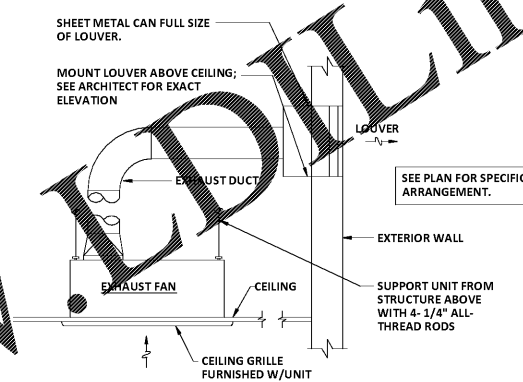 SHEET METAL CAN FULL SIZE
OF LOUVER.
MOUNT LOUVER ABOVE CEILING;
SEE ARCHITECT FOR EXACT
ELEVATION
LOUVER
EXHAUST DUCT
SEE PLAN FOR SPECIFIC
ARRANGEMENT.
EXTERIOR WALL
EXHAUST FAN
CEILING
SUPPORT UNIT FROM
STRUCTURE ABOVE
WITH 4- 1/4" ALL-
THREAD RODS
CEILING GRILLE
FURNISHED W/UNIT